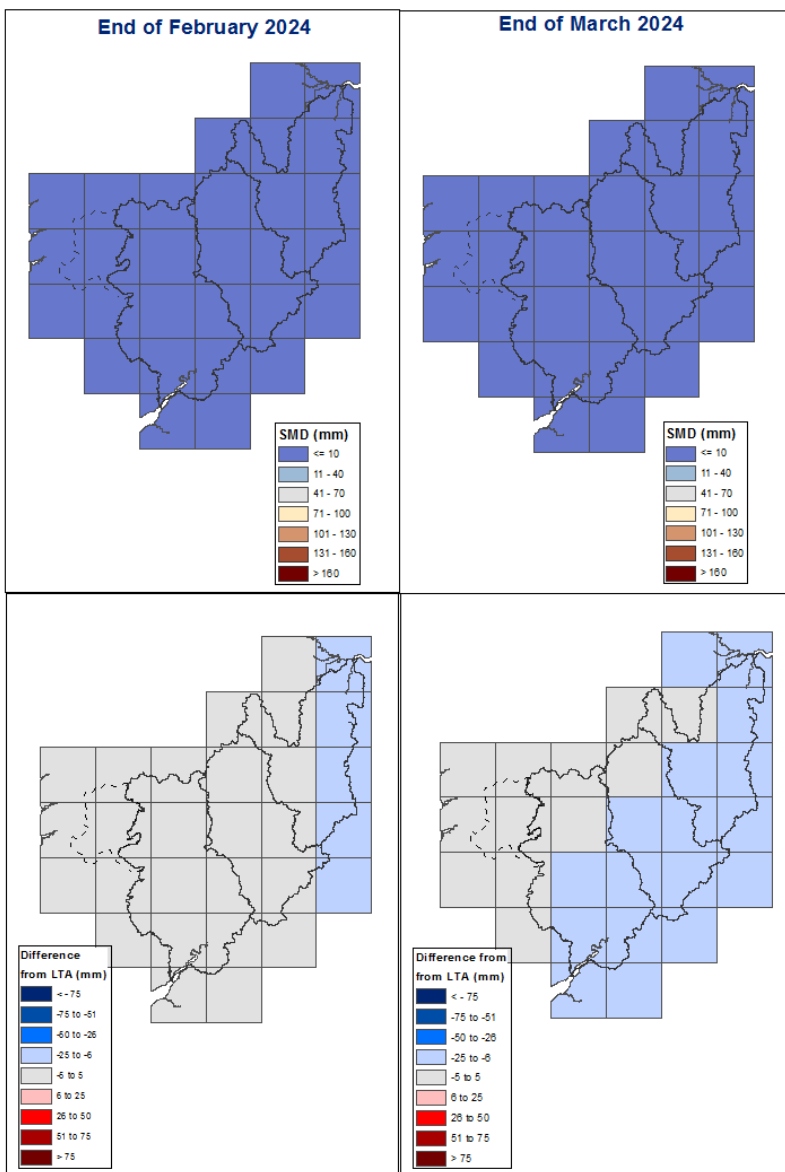 End of February 2024
End of March 2024
SMD (mm)
<= 10
11 - 40
41 - 70
71 - 100
101 - 130
131 - 160
> 160
SMD (mm)
<= 10
11 - 40
41 - 70
71 - 100
101 - 130
131 - 160
> 160
Difference
from LTA (mm)
< - 75
-75 to -51
-50 to -26
-25 to -6
-5 to 5
6 to 25
26 to 50
51 to 75
> 75
Difference from
from LTA (mm)
< - 75
-75 to -51
-50 to -26
-25 to -6
-5 to 5
6 to 25
26 to 50
51 to 75
> 75